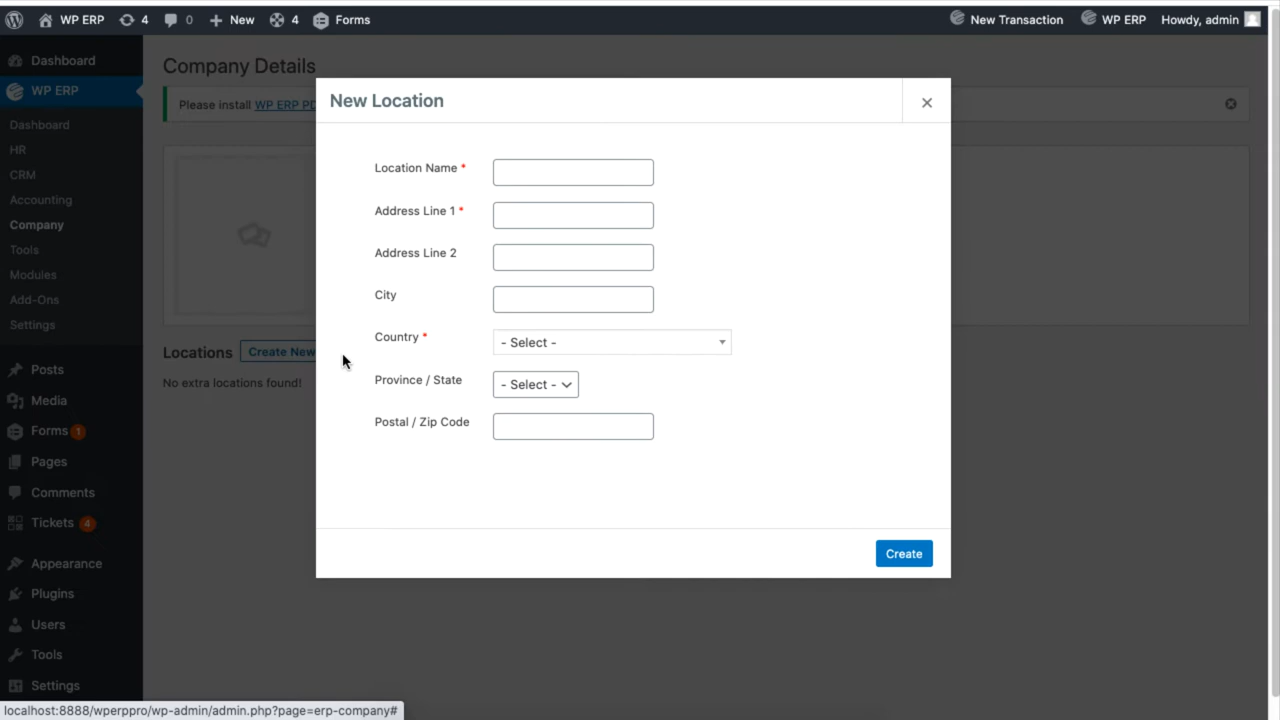 WP ERP 4 0 New 4 Forms New Transaction WP ERP Howdy, admin
Dashboard
WP ERP
Dashboard
HR
CRM
Accounting
Company
Tools
Modules
Add-Ons
Settings
Posts
Media
Forms 1
Pages
Comments
Tickets 4
Appearance
Plugins
Users
Tools
Settings
Company Details
Please install WP ERP PD
Locations Create New
No extra locations found!
New Location ×
Location Name *
Address Line 1 *
Address Line 2
City
Country * - Select -
Province / State - Select -
Postal / Zip Code
Create
localhost:8888/wperppro/wp-admin/admin.php?page=erp-company#